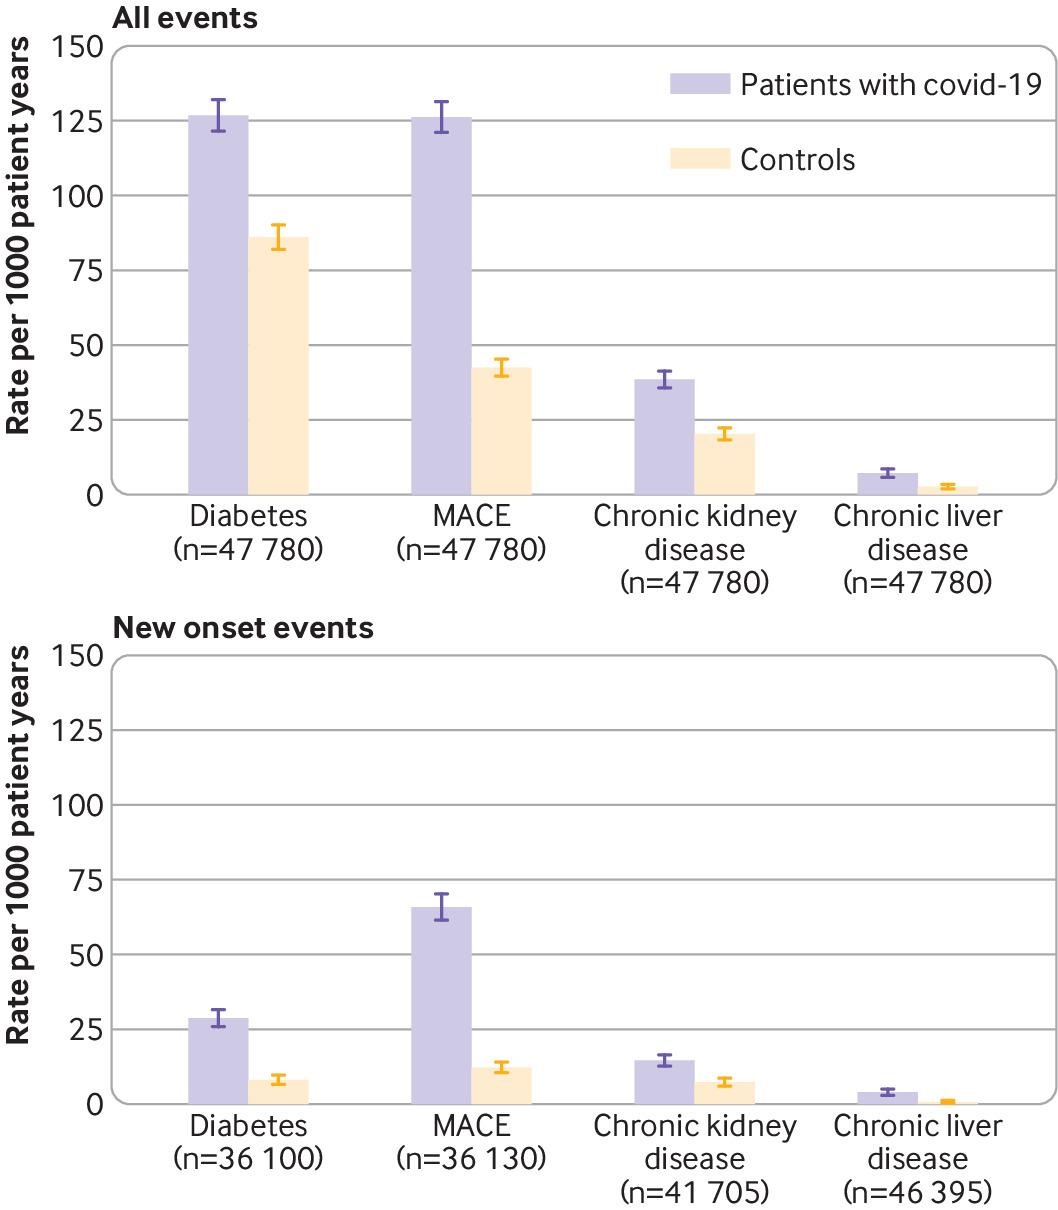 All events
Rate per 1000 patient years
150
125
100
75
50
25
0
Patients with covid-19
Controls
Diabetes
(n=47 780)
MACE
(n=47 780)
Chronic kidney
disease
(n=47 780)
Chronic liver
disease
(n=47 780)
New onset events
Rate per 1000 patient years
150
125
100
75
50
25
0
Diabetes
(n=36 100)
MACE
(n=36 130)
Chronic kidney
disease
(n=41 705)
Chronic liver
disease
(n=46 395)